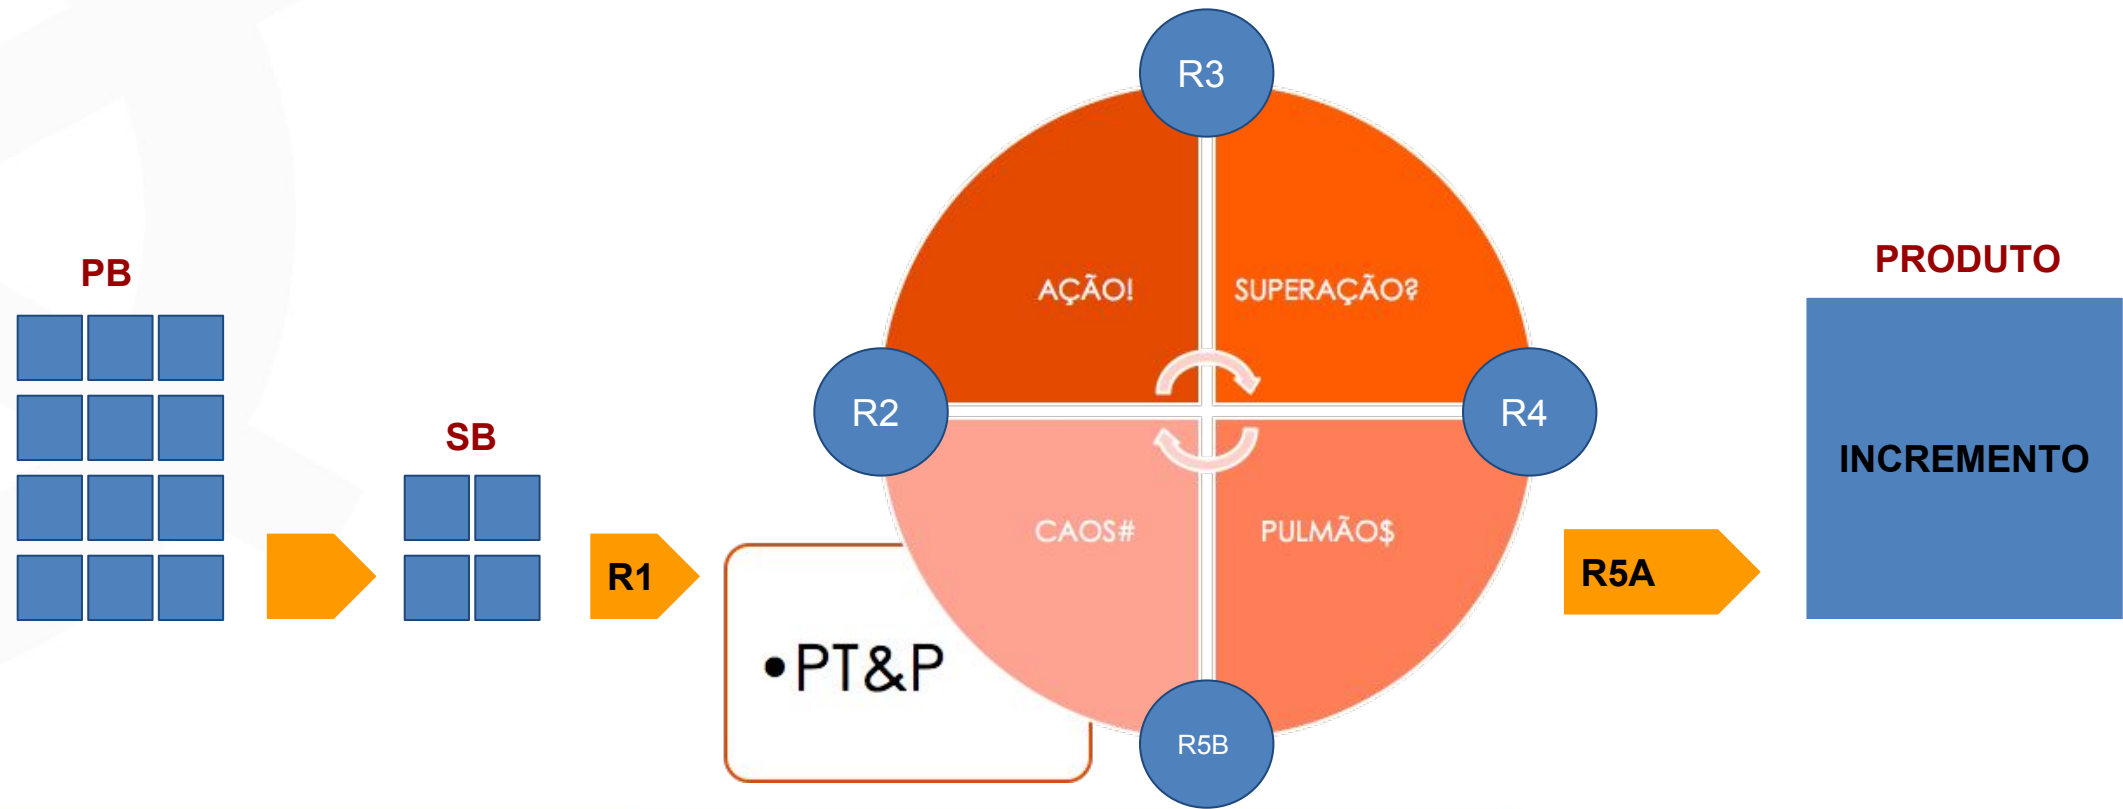 PB
SB
R1
•PT&P
R2
R3
R4
R5B
AÇÃO!
SUPERAÇÃO?
CAOS#
PULMÃO$
R5A
PRODUTO
INCREMENTO